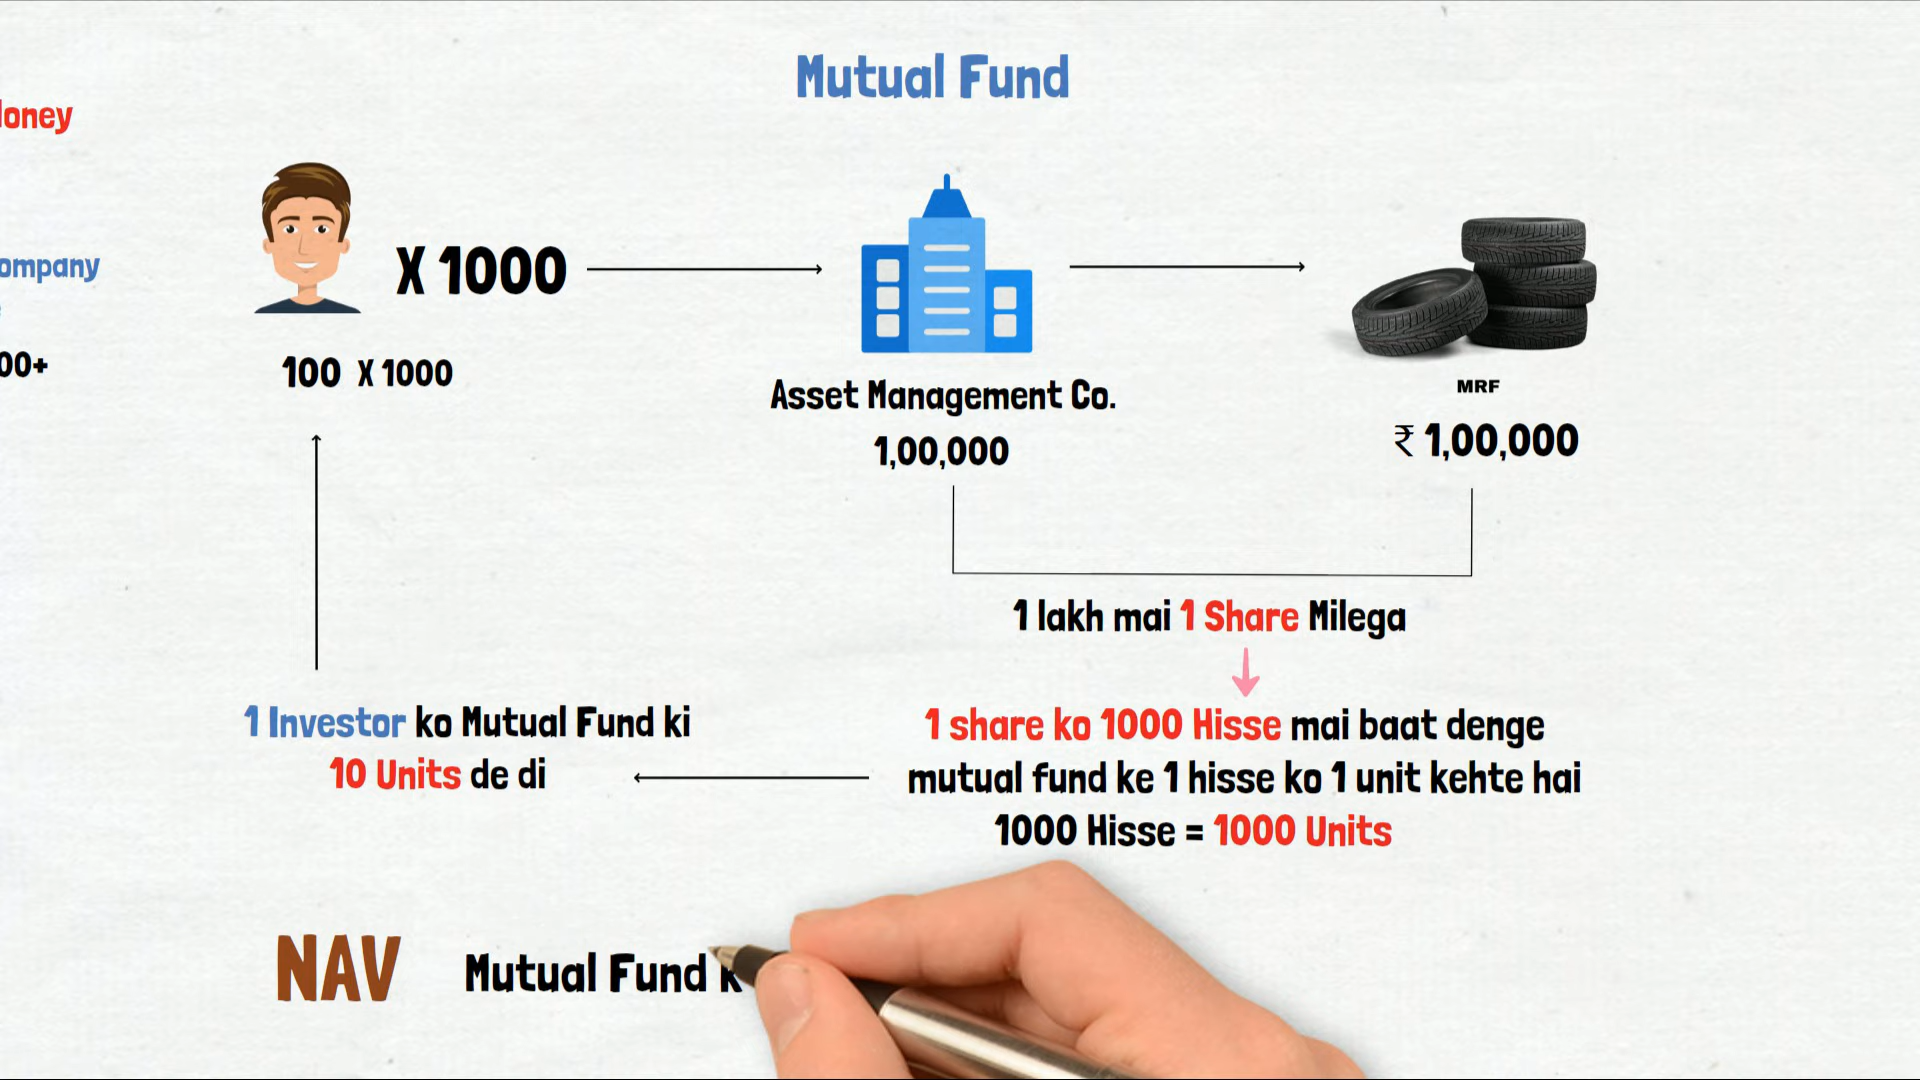 Mutual Fund
oney
ompany
00+
X 1000
100 X 1000
Asset Management Co.
1,00,000
MRF
₹ 1,00,000
1 lakh mai 1 Share Milega
1 share ko 1000 Hisse mai baat denge
mutual fund ke 1 hisse ko 1 unit kehte hai
1000 Hisse = 1000 Units
1 Investor ko Mutual Fund ki
10 Units de di
NAV
Mutual Fund k